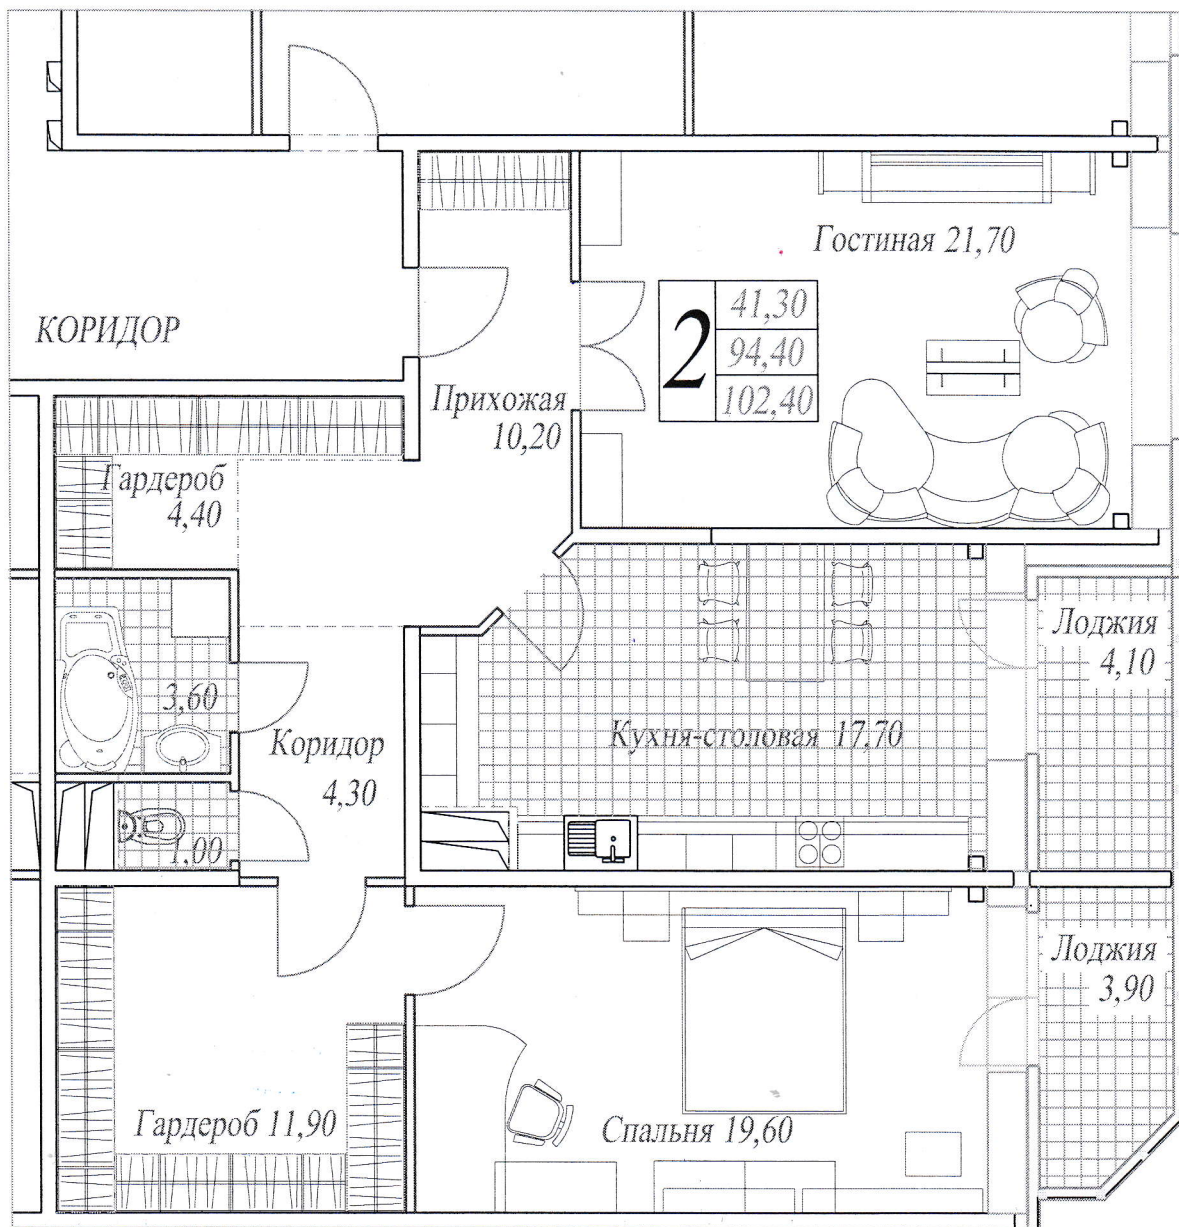 Гостиная 21,70
КОРИДОР
2
41,30
94,40
102,40
Прихожая
10,20
Гардероб
4,40
Лоджия
4,10
3,60
Кухня-столовая 17,70
Коридор
4,30
1,00
Лоджия
3,90
Гардероб 11,90
Спальня 19,60